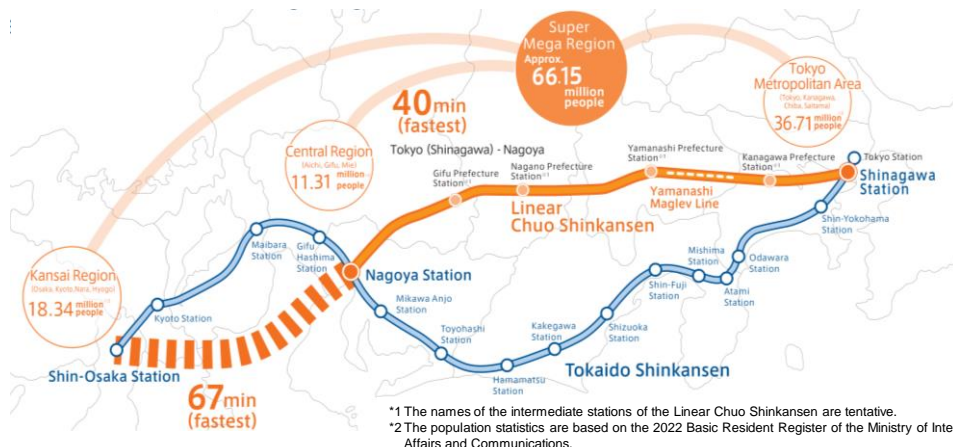 Super
Mega Region
Approx.
66.15
million
people
Tokyo
Metropolitan Area
(Tokyo, Kanagawa,
Chiba, Saitama)
36.71 million people *2
40min
(fastest)
Central Region
(Aichi, Gifu, Mie)
11.31 million people *2
Tokyo (Shinagawa) - Nagoya
Gifu Prefecture
Station*1
Nagano Prefecture
Station*1
Yamanashi Prefecture
Station*1
Kanagawa Prefecture
Station*1
Tokyo Station
Shinagawa
Station
Linear
Chuo Shinkansen
Yamanashi
Maglev Line
Shin-Yokohama
Station
Maibara
Station
Gifu
Hashima
Station
Kansai Region
(Osaka, Kyoto, Nara, Hyogo)
18.34 million people *2
Nagoya Station
Mishima
Station
Odawara
Station
Shin-Fuji
Station
Atami
Station
Kyoto Station
Mikawa Anjo
Station
Toyohashi
Station
Kakegawa
Station
Shizuoka
Station
Shin-Osaka Station
Hamamatsu
Station
Tokaido Shinkansen
67min
(fastest)
*1 The names of the intermediate stations of the Linear Chuo Shinkansen are tentative.
*2 The population statistics are based on the 2022 Basic Resident Register of the Ministry of Inte
Affairs and Communications.